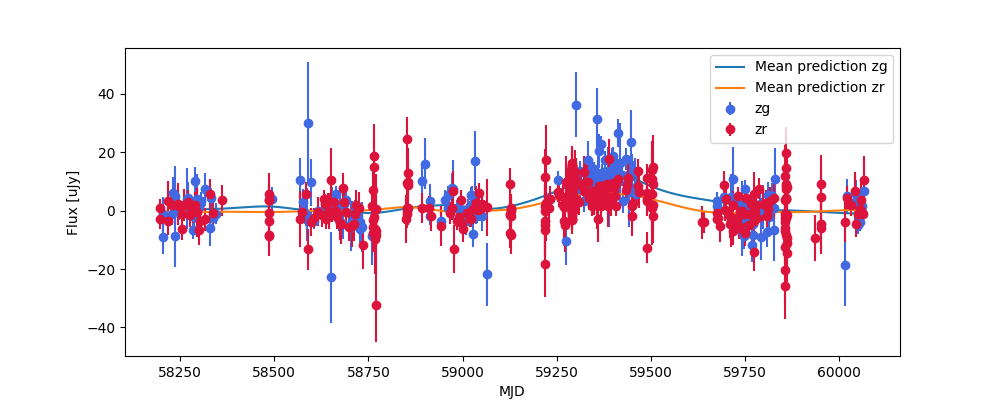 Mean prediction zg
Mean prediction zr
zg
zr
Flux [uJy]
40
20
0
−20
−40
58250
58500
58750
59000
59250
59500
59750
60000
MJD